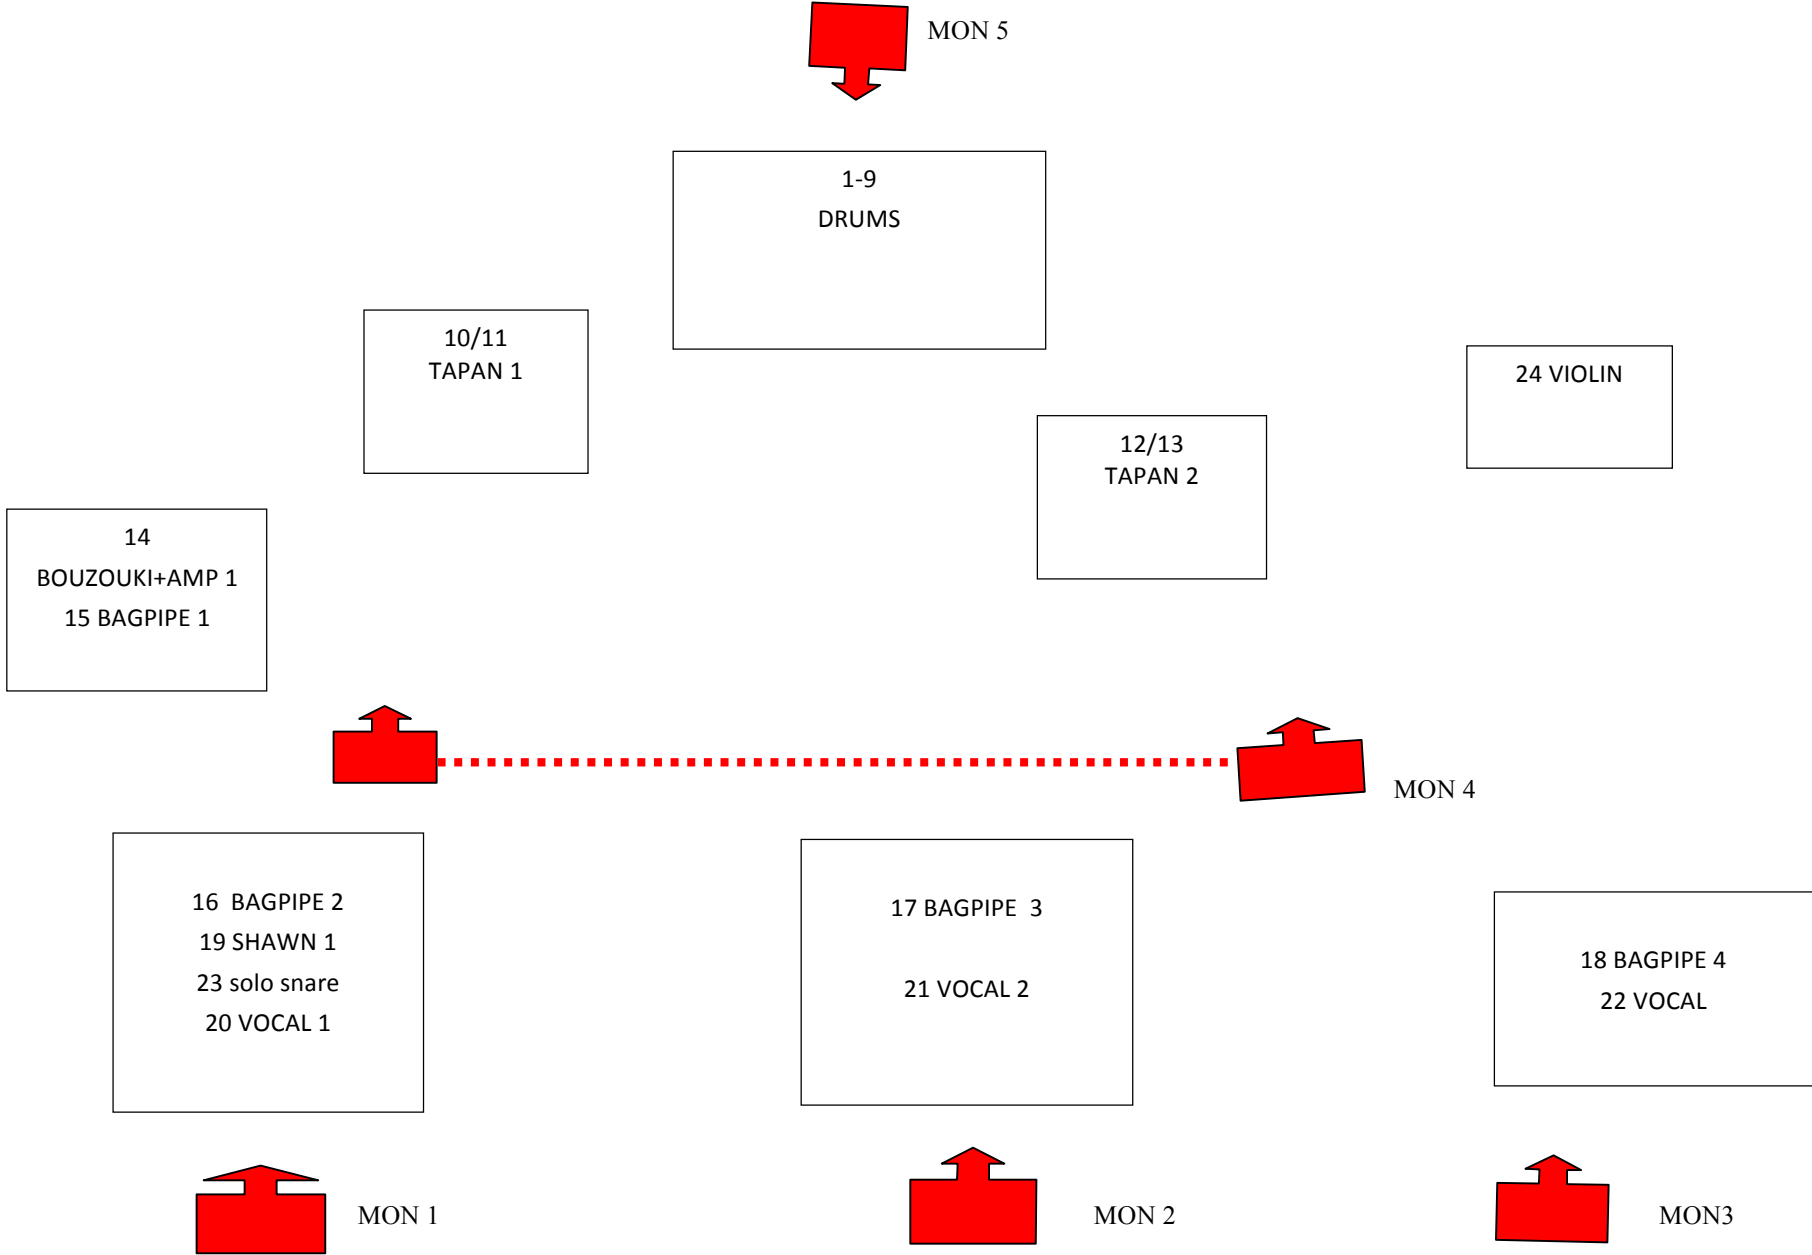 MON 5
1-9
DRUMS
10/11
TAPAN 1
24 VIOLIN
12/13
TAPAN 2
14
BOUZOUKI+AMP 1
15 BAGPIPE 1
MON 4
16 BAGPIPE 2
19 SHAWN 1
23 solo snare
20 VOCAL 1
17 BAGPIPE 3
21 VOCAL 2
18 BAGPIPE 4
22 VOCAL
MON 1
MON 2
MON3